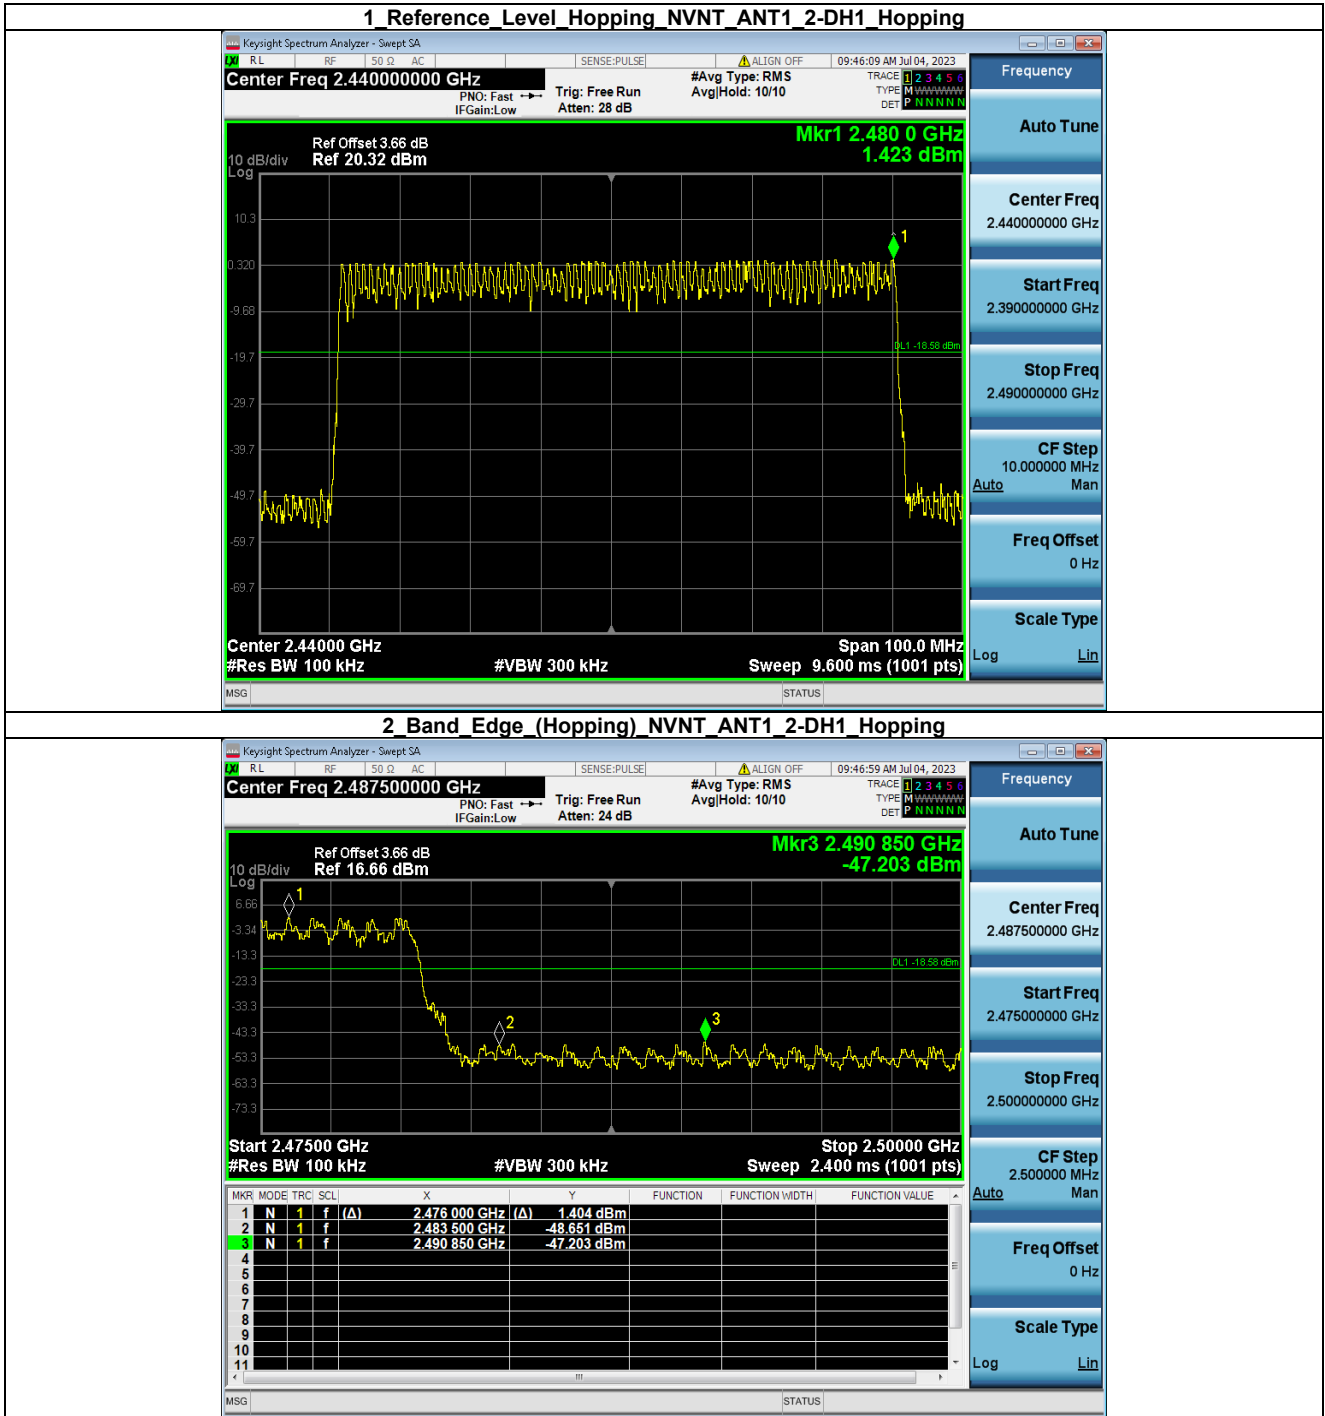 1_Reference_Level_Hopping_NVNT_ANT1_2-DH1_Hopping
Keysight Spectrum Analyzer - Swept SA
LXI RL RF 50 Ω AC SENSE:PULSE ALIGN OFF 09:46:09 AM Jul 04, 2023
Center Freq 2.440000000 GHz
PNO: Fast
IFGain:Low
Trig: Free Run
Atten: 28 dB
#Avg Type: RMS
Avg|Hold: 10/10
TRACE 1 2 3 4 5 6
TYPE M WWWWW
DET P N N N N N
Frequency
Auto Tune
Center Freq
2.440000000 GHz
Start Freq
2.390000000 GHz
Stop Freq
2.490000000 GHz
CF Step
10.000000 MHz
Auto Man
Freq Offset
0 Hz
Scale Type
Log Lin
Mkr1 2.480 0 GHz
1.423 dBm
Ref Offset 3.66 dB
10 dB/div Ref 20.32 dBm
Log
10.3
1
0.320
-9.68
DL1 -18.58 dBm
-19.7
-29.7
-39.7
-49.7
-59.7
-69.7
Center 2.44000 GHz Span 100.0 MHz
#Res BW 100 kHz #VBW 300 kHz Sweep 9.600 ms (1001 pts)
MSG STATUS
2_Band_Edge_(Hopping)_NVNT_ANT1_2-DH1_Hopping
Keysight Spectrum Analyzer - Swept SA
LXI RL RF 50 Ω AC SENSE:PULSE ALIGN OFF 09:46:59 AM Jul 04, 2023
Center Freq 2.487500000 GHz
PNO: Fast
IFGain:Low
Trig: Free Run
Atten: 24 dB
#Avg Type: RMS
Avg|Hold: 10/10
TRACE 1 2 3 4 5 6
TYPE M WWWWW
DET P N N N N N
Frequency
Auto Tune
Center Freq
2.487500000 GHz
Start Freq
2.475000000 GHz
Stop Freq
2.500000000 GHz
CF Step
2.500000 MHz
Auto Man
Freq Offset
0 Hz
Scale Type
Log Lin
Mkr3 2.490 850 GHz
-47.203 dBm
Ref Offset 3.66 dB
10 dB/div Ref 16.66 dBm
Log
6.66
1
-3.34
-13.3
DL1 -18.58 dBm
-23.3
-33.3
2
3
-43.3
-53.3
-63.3
-73.3
Start 2.47500 GHz Stop 2.50000 GHz
#Res BW 100 kHz #VBW 300 kHz Sweep 2.400 ms (1001 pts)
MKR MODE TRC SCL X Y FUNCTION FUNCTION WIDTH FUNCTION VALUE
1 N 1 f (Δ) 2.476 000 GHz (Δ) 1.404 dBm
2 N 1 f 2.483 500 GHz -48.651 dBm
3 N 1 f 2.490 850 GHz -47.203 dBm
4
5
6
7
8
9
10
11
MSG STATUS